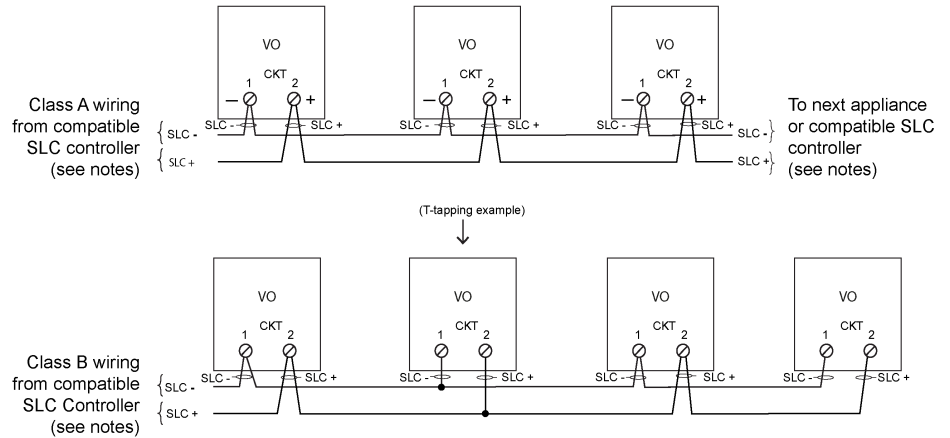 VO VO VO
CKT CKT CKT
1 2 1 2 1 2
– + – + – +
Class A wiring
from compatible
SLC controller
(see notes)
SLC - SLC + SLC - SLC + SLC - SLC +
SLC - SLC -
SLC + SLC +
To next appliance
or compatible SLC
controller
(see notes)
(T-tapping example)
VO VO VO VO
CKT CKT CKT CKT
1 2 1 2 1 2 1 2
Class B wiring
from compatible
SLC Controller
(see notes)
SLC - SLC + SLC - SLC + SLC - SLC + SLC - SLC +
SLC -
SLC +